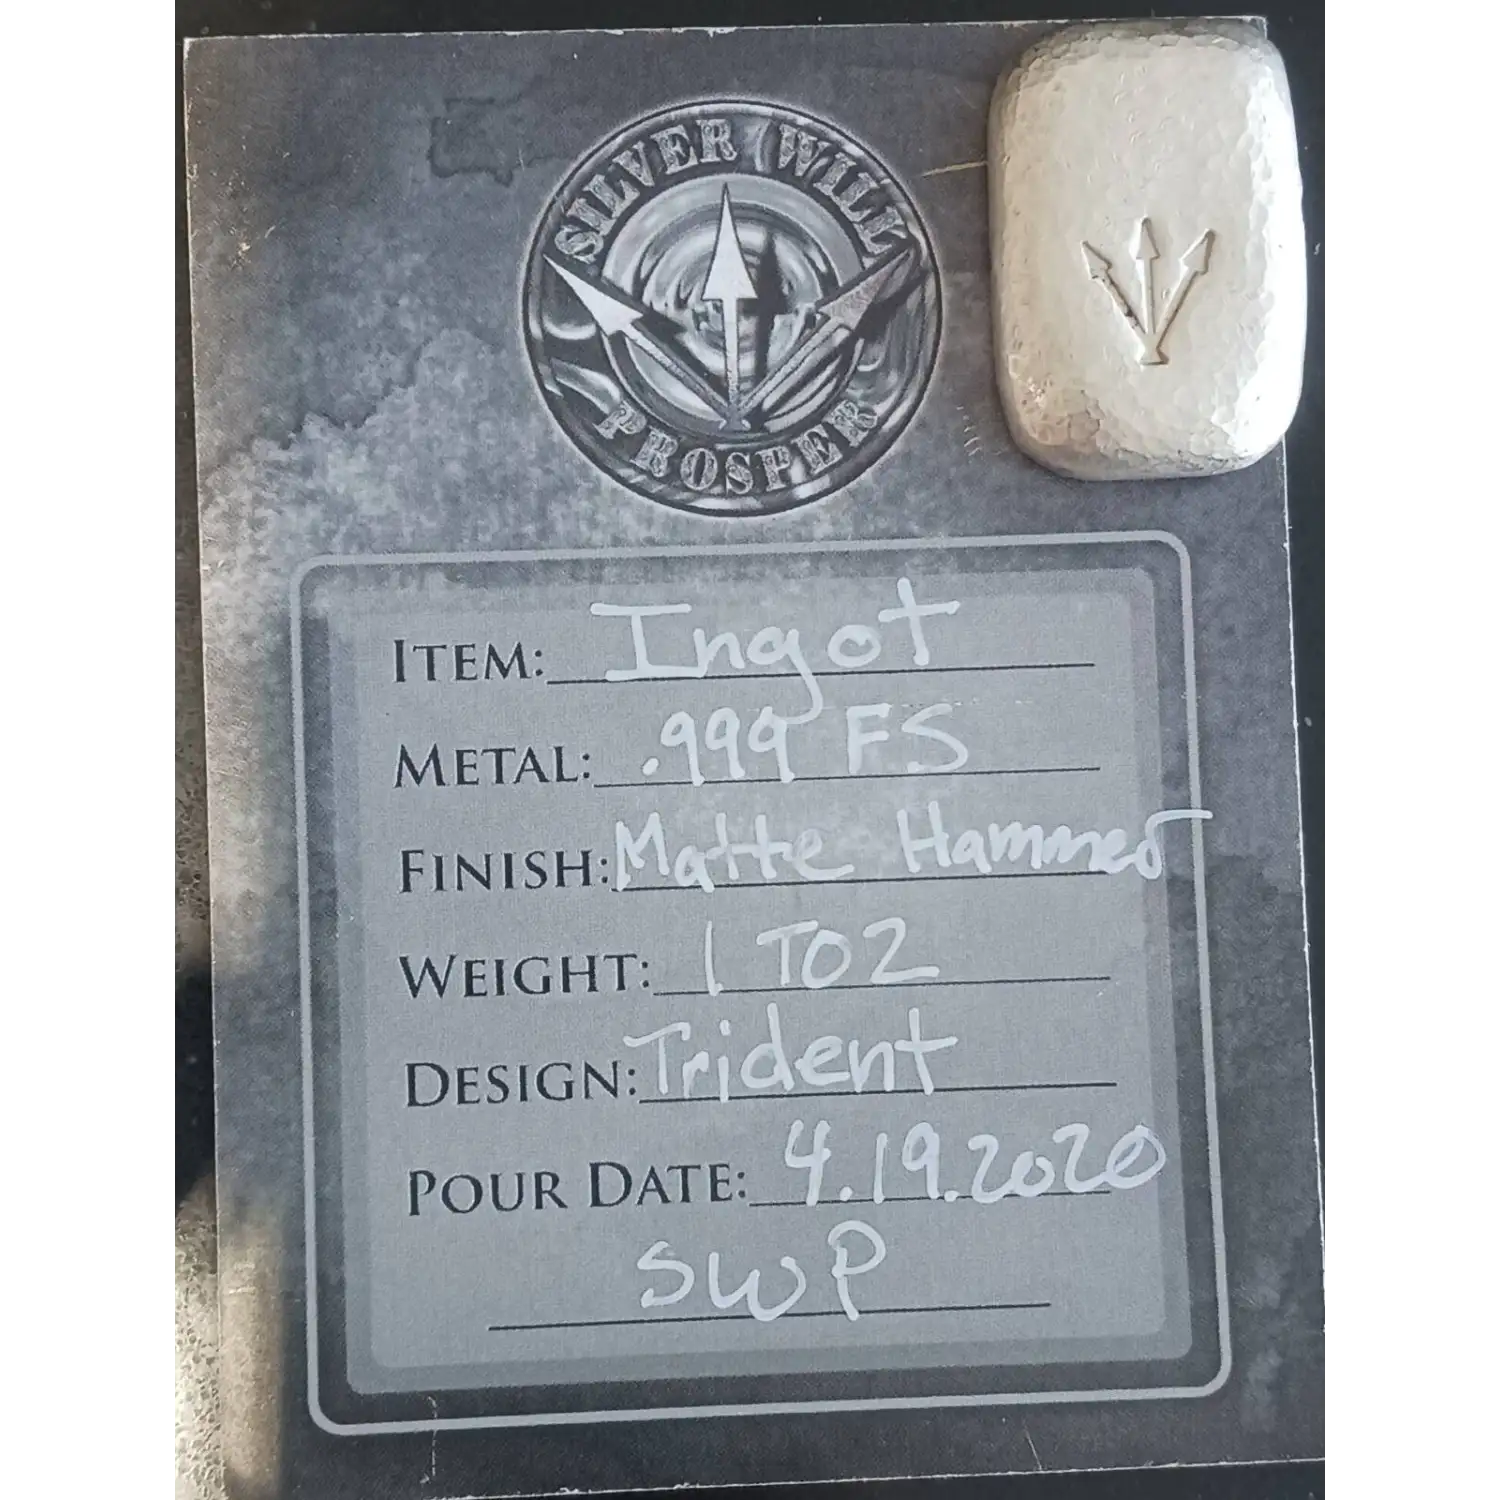 SILVER WILL
PROSPER
ITEM: Ingot
METAL: .999 FS
FINISH: Matte Hammered
WEIGHT: 1 TOZ
DESIGN: Trident
POUR DATE: 4.19.2020
SWP